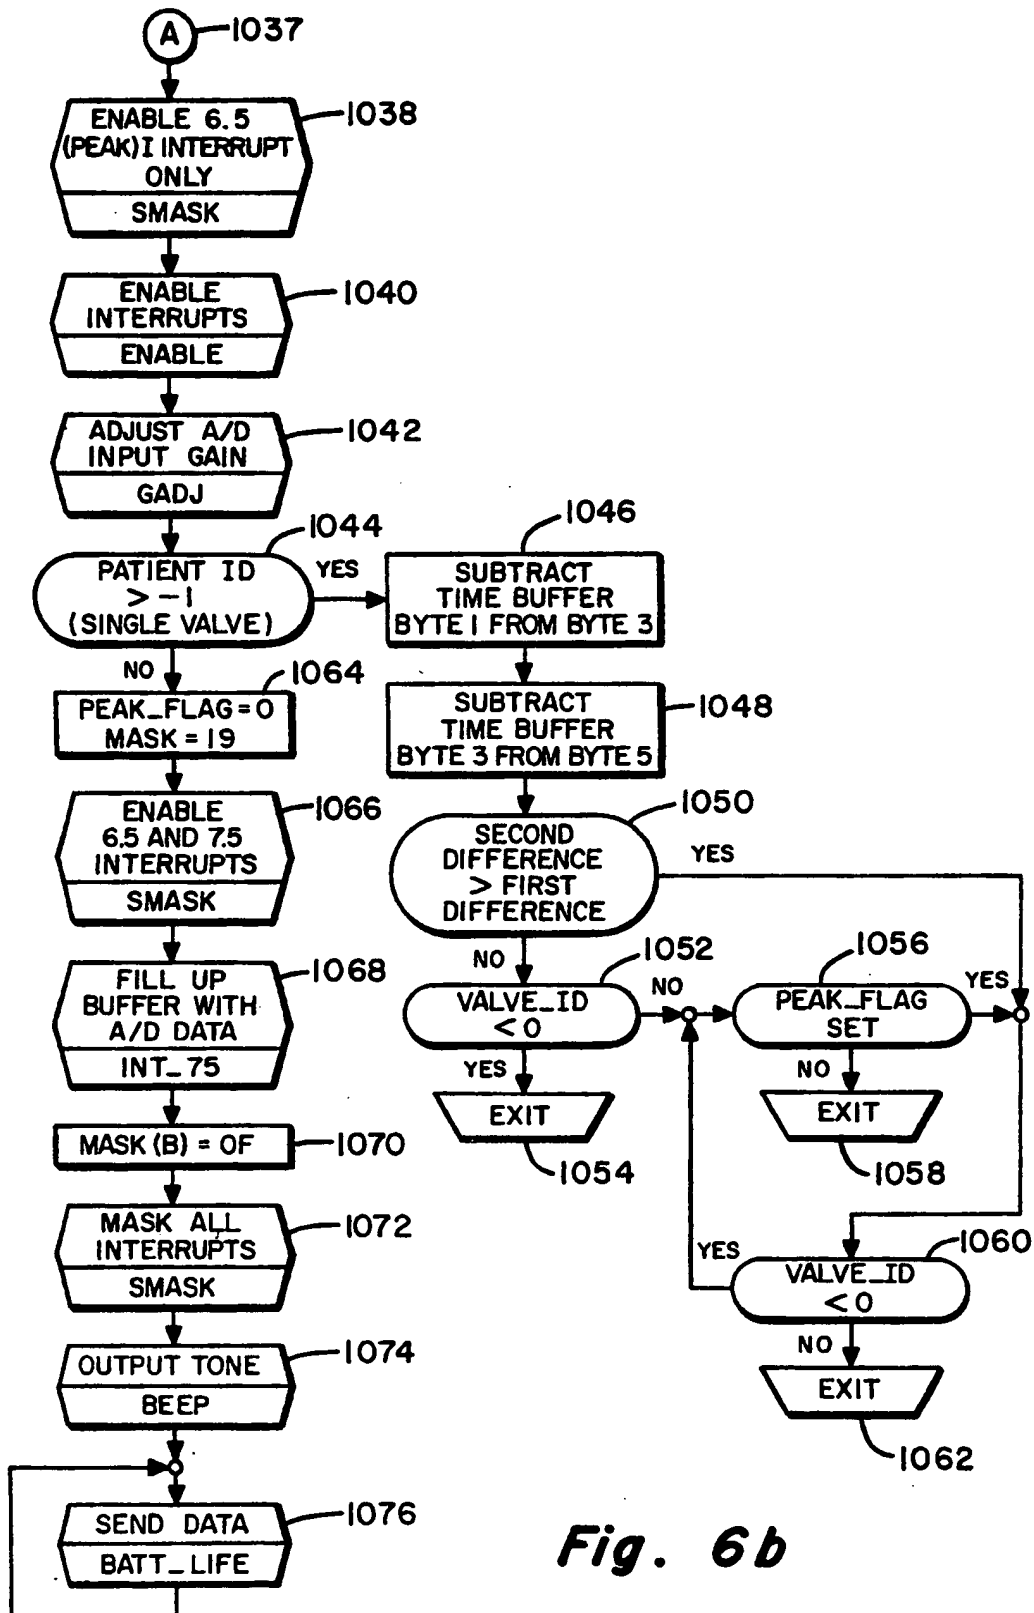 A
1037
ENABLE 6.5
(PEAK) I INTERRUPT
ONLY
SMASK
1038
ENABLE
INTERRUPTS
ENABLE
1040
ADJUST A/D
INPUT GAIN
GADJ
1042
PATIENT ID
> -1
(SINGLE VALVE)
1044
YES
NO
SUBTRACT
TIME BUFFER
BYTE 1 FROM BYTE 3
1046
SUBTRACT
TIME BUFFER
BYTE 3 FROM BYTE 5
1048
SECOND
DIFFERENCE
> FIRST
DIFFERENCE
1050
YES
NO
VALVE_ID
< 0
1052
NO
YES
EXIT
1054
PEAK_FLAG
SET
1056
YES
NO
EXIT
1058
VALVE_ID
< 0
1060
YES
NO
EXIT
1062
PEAK_FLAG = 0
MASK = 19
1064
ENABLE
6.5 AND 7.5
INTERRUPTS
SMASK
1066
FILL UP
BUFFER WITH
A/D DATA
INT_75
1068
MASK (B) = OF
1070
MASK ALL
INTERRUPTS
SMASK
1072
OUTPUT TONE
BEEP
1074
SEND DATA
BATT_LIFE
1076
Fig. 6b